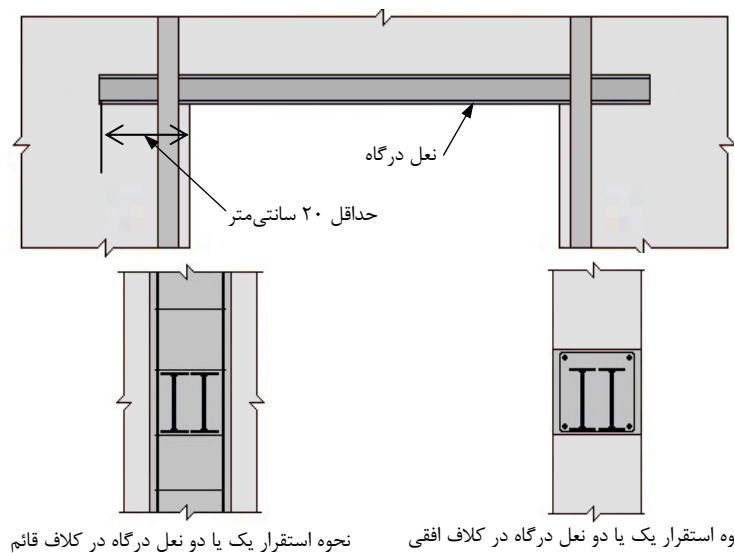 نعل درگاه
حداقل ۲۰ سانتی‌متر
وه استقرار یک یا دو نعل درگاه در کلاف افقی
نحوه استقرار یک یا دو نعل درگاه در کلاف قائم